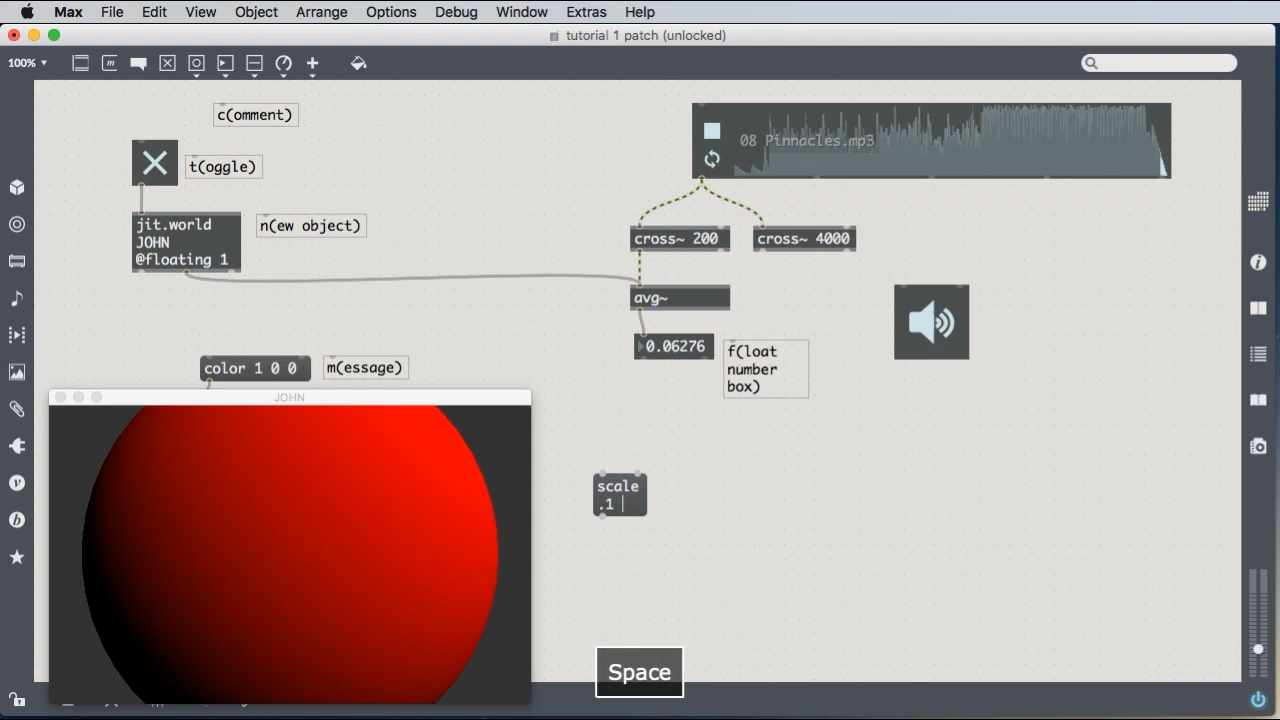 Max File Edit View Object Arrange Options Debug Window Extras Help
tutorial 1 patch (unlocked)
100%
m
c(omment)
t(oggle)
jit.world
JOHN
@floating 1
n(ew object)
color 1 0 0
m(essage)
JOHN
08 Pinnacles.mp3
cross~ 200
cross~ 4000
avg~
0.06276
f(loat
number
box)
scale
.1
Space